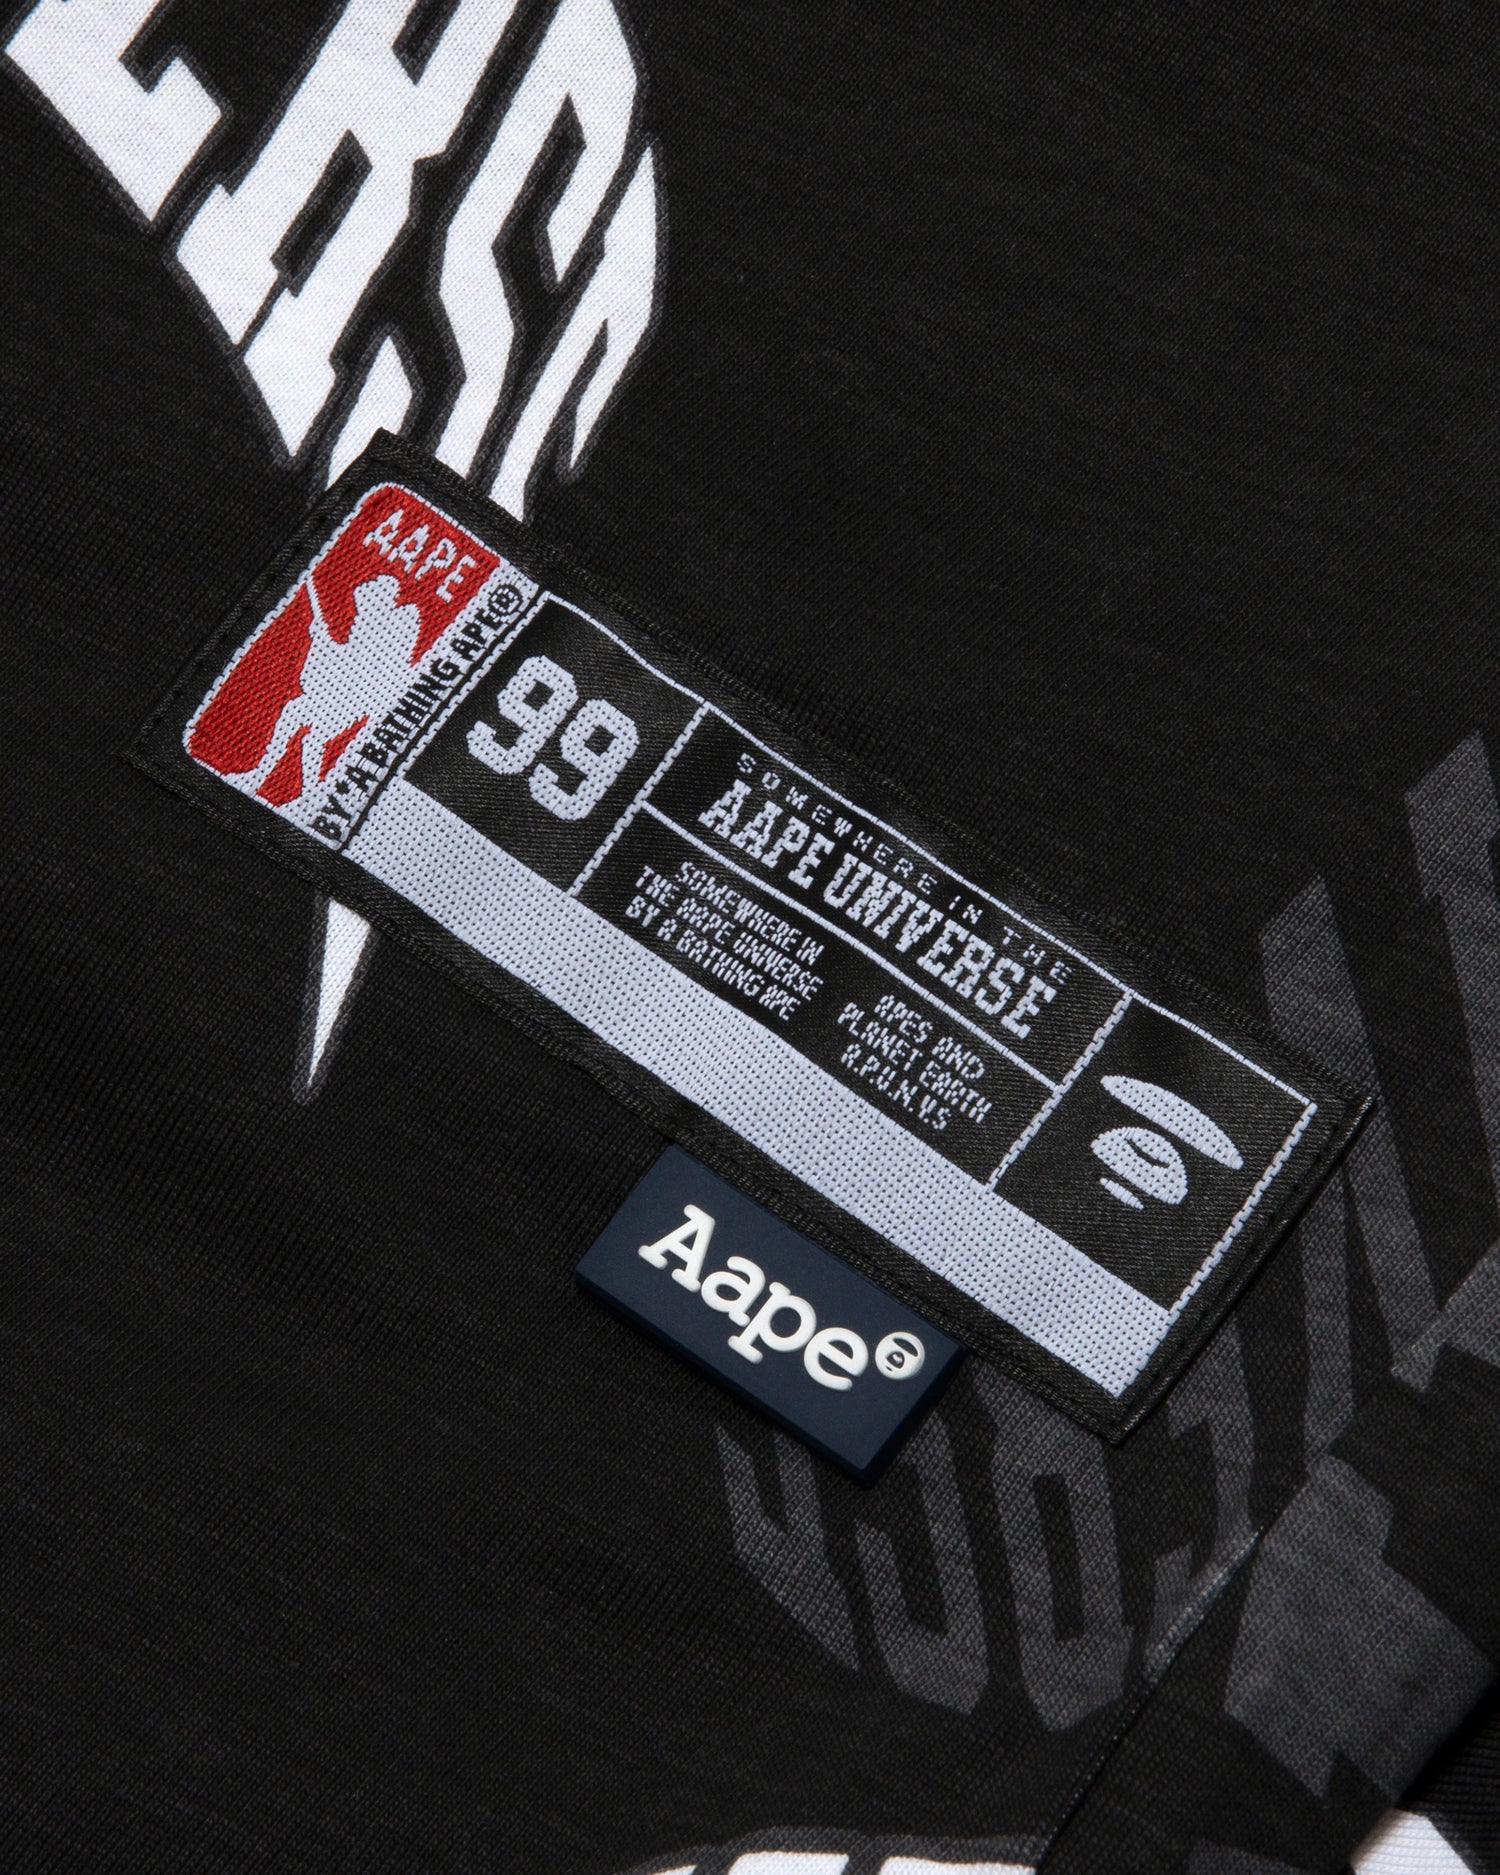 AAPE
BY*A BATHING APE®
99
SOMEWHERE IN THE
AAPE UNIVERSE
SOMEWHERE IN
THE AAPE UNIVERSE
BY A BATHING APE
APES AND
PLANET EARTH
A.P.U.N.V.S
Aape®